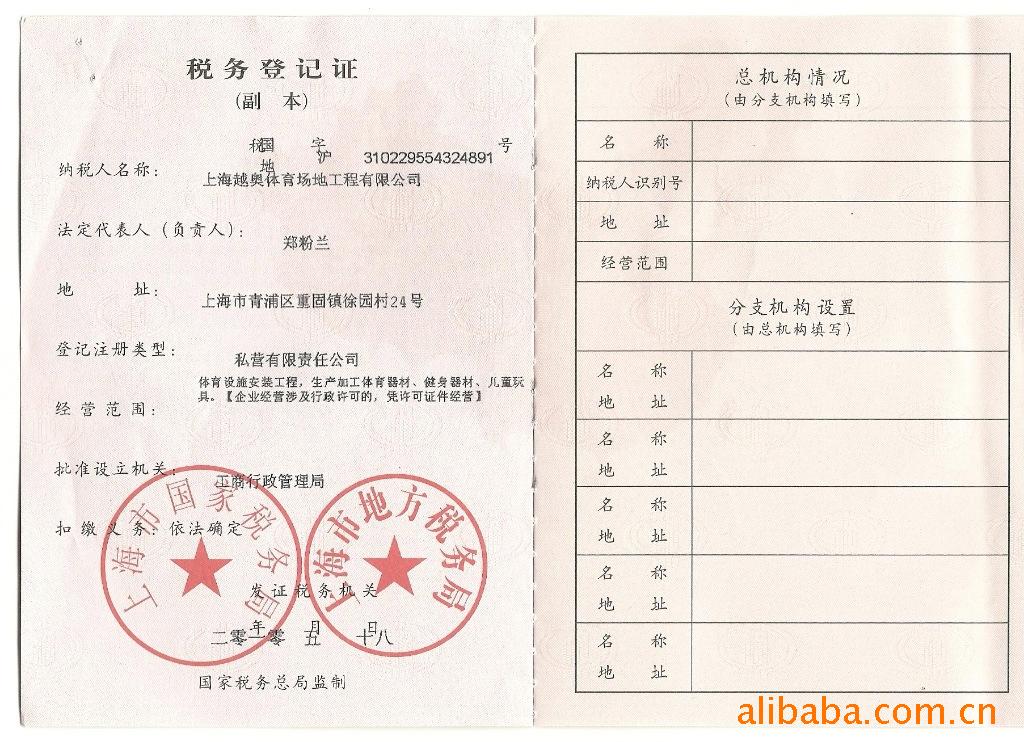 税务登记证
(副 本)
税 国 字 号
地 沪 310229554324891
纳税人名称: 上海越奥体育场地工程有限公司
法定代表人(负责人): 郑粉兰
地 址: 上海市青浦区重固镇徐园村24号
登记注册类型: 私营有限责任公司
体育设施安装工程,生产加工体育器材、健身器材、儿童玩
具。【企业经营涉及行政许可的,凭许可证件经营】
经营范围:
批准设立机关: 工商行政管理局
扣缴义务: 依法确定
上海市国家税务局
上海市地方税务局
发证税务机关
年 月 日
二零一零 五 十八
国家税务总局监制
总机构情况
(由分支机构填写)
名 称
纳税人识别号
地 址
经营范围
分支机构设置
(由总机构填写)
名 称
地 址
名 称
地 址
名 称
地 址
名 称
地 址
名 称
地 址
alibaba.com.cn